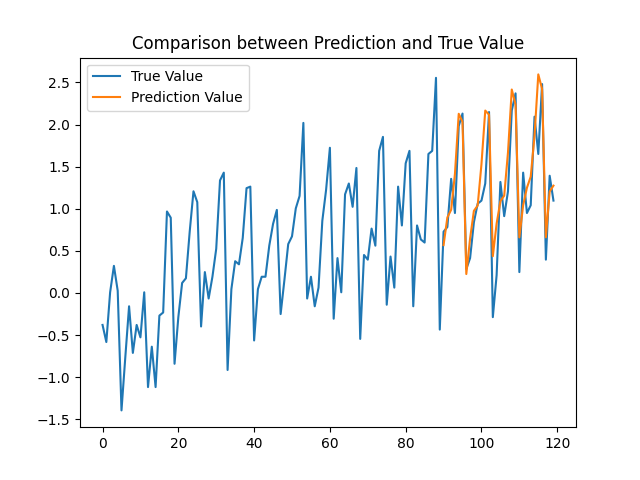 Comparison between Prediction and True Value
True Value
Prediction Value
2.5
2.0
1.5
1.0
0.5
0.0
−0.5
−1.0
−1.5
0 20 40 60 80 100 120